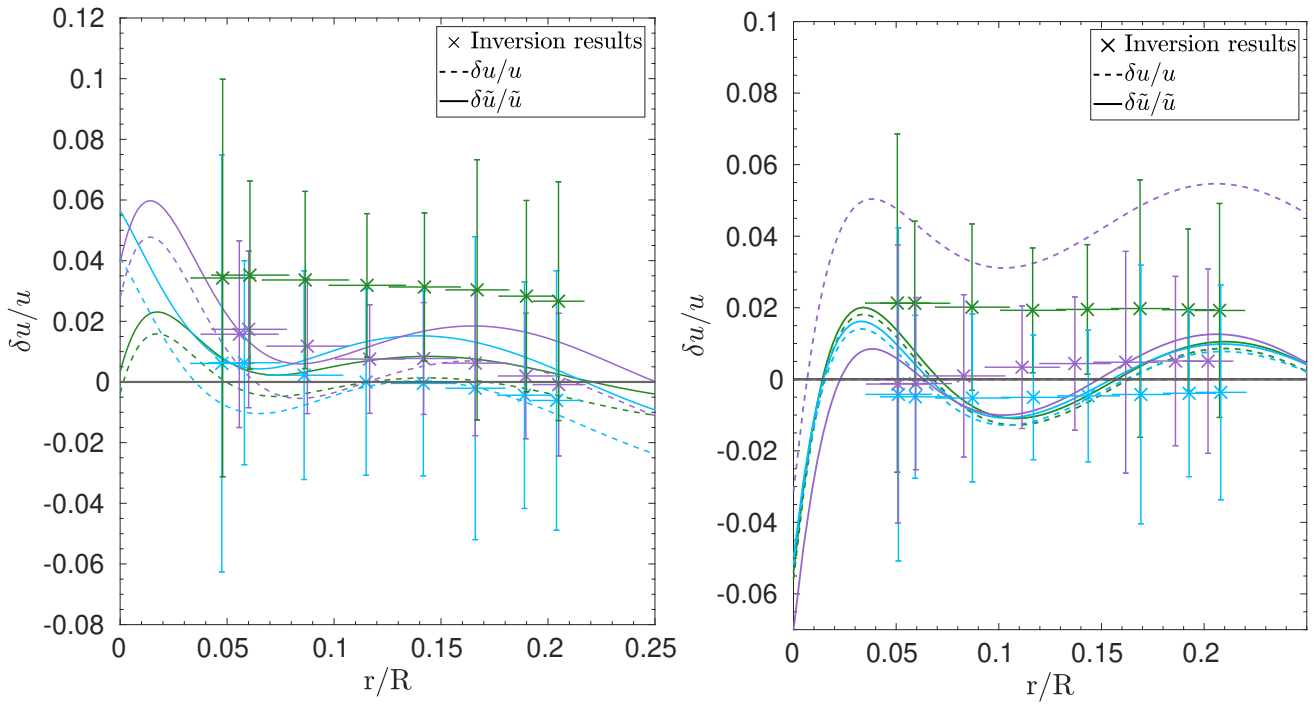 0.12
0.1
0.08
0.06
0.04
0.02
0
-0.02
-0.04
-0.06
-0.08
δu/u
0 0.05 0.1 0.15 0.2 0.25
r/R
Inversion results
δu/u
δũ/ũ
0.1
0.08
0.06
0.04
0.02
0
-0.02
-0.04
-0.06
δu/u
0 0.05 0.1 0.15 0.2
r/R
Inversion results
δu/u
δũ/ũ